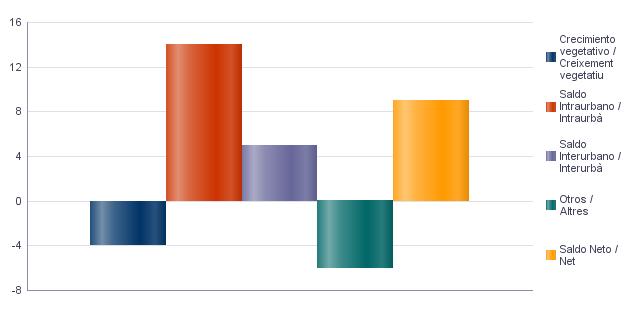 16
12
8
4
0
-4
-8
Crecimiento
vegetativo /
Creixement
vegetatiu
Saldo
Intraurbano /
Intraurbà
Saldo
Interurbano /
Interurbà
Otros /
Altres
Saldo Neto /
Net